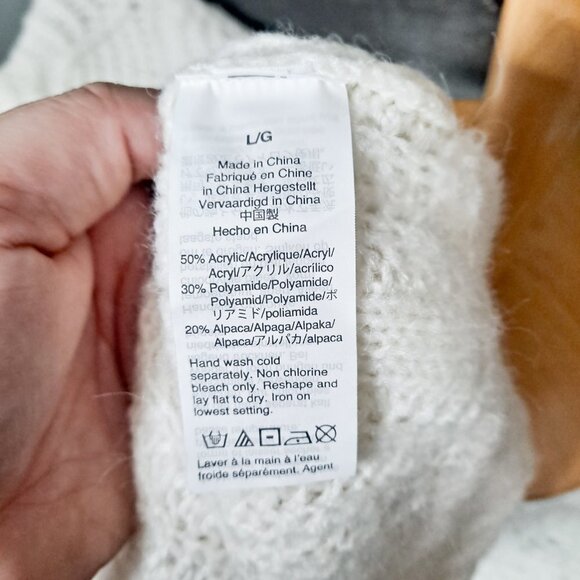 L/G
Made in China
Fabriqué en Chine
in China Hergestellt
Vervaardigd in China
中国製
Hecho en China
50% Acrylic/Acrylique/Acryl/
Acryl/アクリル/acrílico
30% Polyamide/Polyamide/
Polyamid/Polyamide/ポ
リアミド/poliamida
20% Alpaca/Alpaga/Alpaka/
Alpaca/アルパカ/alpaca
Hand wash cold
separately. Non chlorine
bleach only. Reshape and
lay flat to dry. Iron on
lowest setting.
Laver à la main à l'eau
froide séparément. Agent